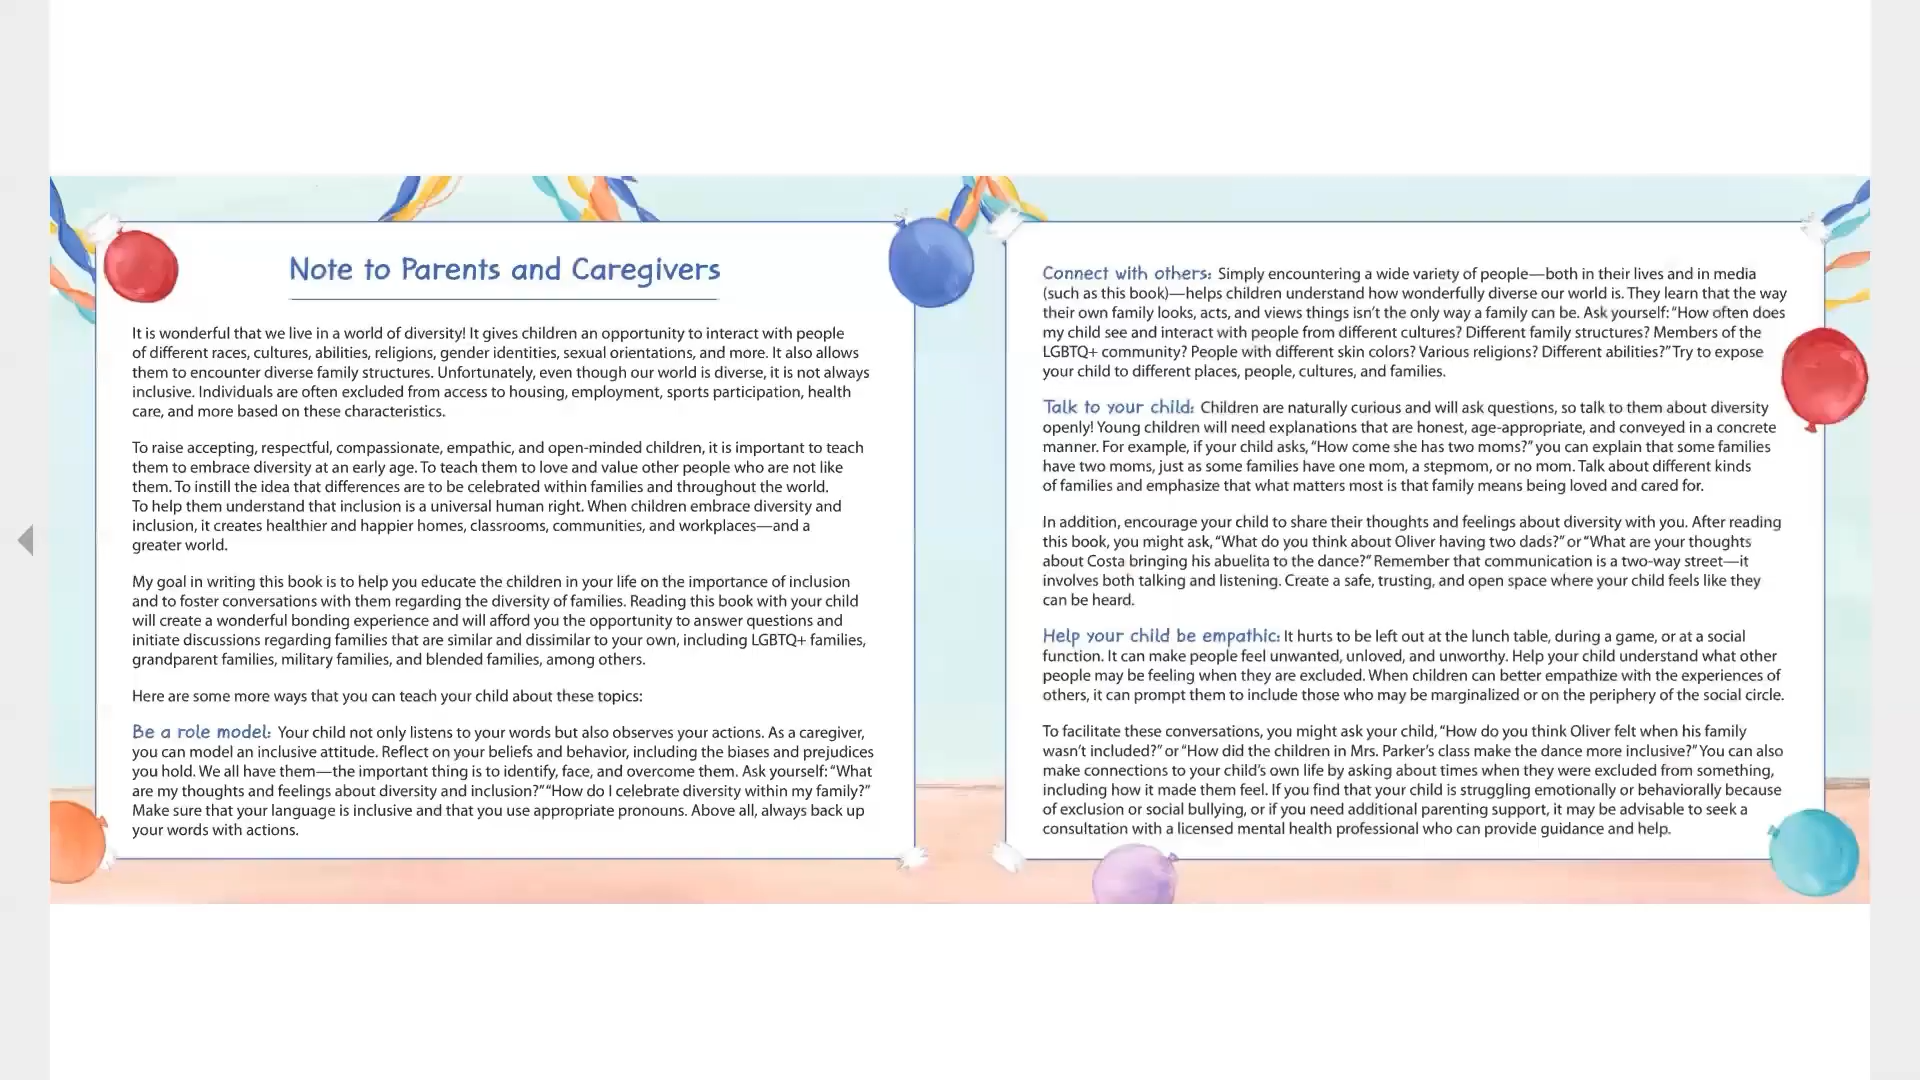 Note to Parents and Caregivers
It is wonderful that we live in a world of diversity! It gives children an opportunity to interact with people
of different races, cultures, abilities, religions, gender identities, sexual orientations, and more. It also allows
them to encounter diverse family structures. Unfortunately, even though our world is diverse, it is not always
inclusive. Individuals are often excluded from access to housing, employment, sports participation, health
care, and more based on these characteristics.
To raise accepting, respectful, compassionate, empathic, and open-minded children, it is important to teach
them to embrace diversity at an early age. To teach them to love and value other people who are not like
them. To instill the idea that differences are to be celebrated within families and throughout the world.
To help them understand that inclusion is a universal human right. When children embrace diversity and
inclusion, it creates healthier and happier homes, classrooms, communities, and workplaces—and a
greater world.
My goal in writing this book is to help you educate the children in your life on the importance of inclusion
and to foster conversations with them regarding the diversity of families. Reading this book with your child
will create a wonderful bonding experience and will afford you the opportunity to answer questions and
initiate discussions regarding families that are similar and dissimilar to your own, including LGBTQ+ families,
grandparent families, military families, and blended families, among others.
Here are some more ways that you can teach your child about these topics:
Be a role model: Your child not only listens to your words but also observes your actions. As a caregiver,
you can model an inclusive attitude. Reflect on your beliefs and behavior, including the biases and prejudices
you hold. We all have them—the important thing is to identify, face, and overcome them. Ask yourself: “What
are my thoughts and feelings about diversity and inclusion?” “How do I celebrate diversity within my family?”
Make sure that your language is inclusive and that you use appropriate pronouns. Above all, always back up
your words with actions.
Connect with others: Simply encountering a wide variety of people—both in their lives and in media
(such as this book)—helps children understand how wonderfully diverse our world is. They learn that the way
their own family looks, acts, and views things isn’t the only way a family can be. Ask yourself: “How often does
my child see and interact with people from different cultures? Different family structures? Members of the
LGBTQ+ community? People with different skin colors? Various religions? Different abilities?” Try to expose
your child to different places, people, cultures, and families.
Talk to your child: Children are naturally curious and will ask questions, so talk to them about diversity
openly! Young children will need explanations that are honest, age-appropriate, and conveyed in a concrete
manner. For example, if your child asks, “How come she has two moms?” you can explain that some families
have two moms, just as some families have one mom, a stepmom, or no mom. Talk about different kinds
of families and emphasize that what matters most is that family means being loved and cared for.
In addition, encourage your child to share their thoughts and feelings about diversity with you. After reading
this book, you might ask, “What do you think about Oliver having two dads?” or “What are your thoughts
about Costa bringing his abuelita to the dance?” Remember that communication is a two-way street—it
involves both talking and listening. Create a safe, trusting, and open space where your child feels like they
can be heard.
Help your child be empathic: It hurts to be left out at the lunch table, during a game, or at a social
function. It can make people feel unwanted, unloved, and unworthy. Help your child understand what other
people may be feeling when they are excluded. When children can better empathize with the experiences of
others, it can prompt them to include those who may be marginalized or on the periphery of the social circle.
To facilitate these conversations, you might ask your child, “How do you think Oliver felt when his family
wasn’t included?” or “How did the children in Mrs. Parker’s class make the dance more inclusive?” You can also
make connections to your child’s own life by asking about times when they were excluded from something,
including how it made them feel. If you find that your child is struggling emotionally or behaviorally because
of exclusion or social bullying, or if you need additional parenting support, it may be advisable to seek a
consultation with a licensed mental health professional who can provide guidance and help.